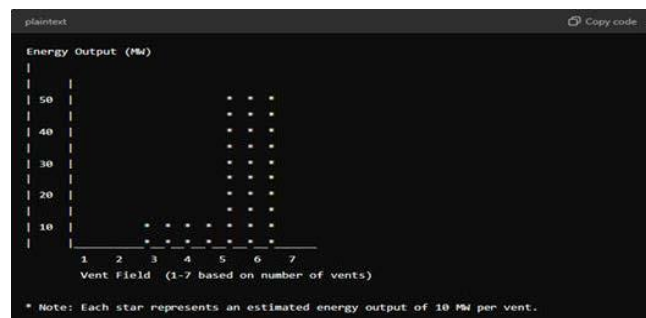 plaintext Copy code
Energy Output (MW)
|
| |
| 50 | * * *
| | * * *
| 40 | * * *
| | * * *
| 30 | * * *
| | * * *
| 20 | * * *
| | * * *
| 10 | * * * * * * *
| |_______*_*_*_*_*_*_*____
1 2 3 4 5 6 7
Vent Field (1-7 based on number of vents)
* Note: Each star represents an estimated energy output of 10 MW per vent.